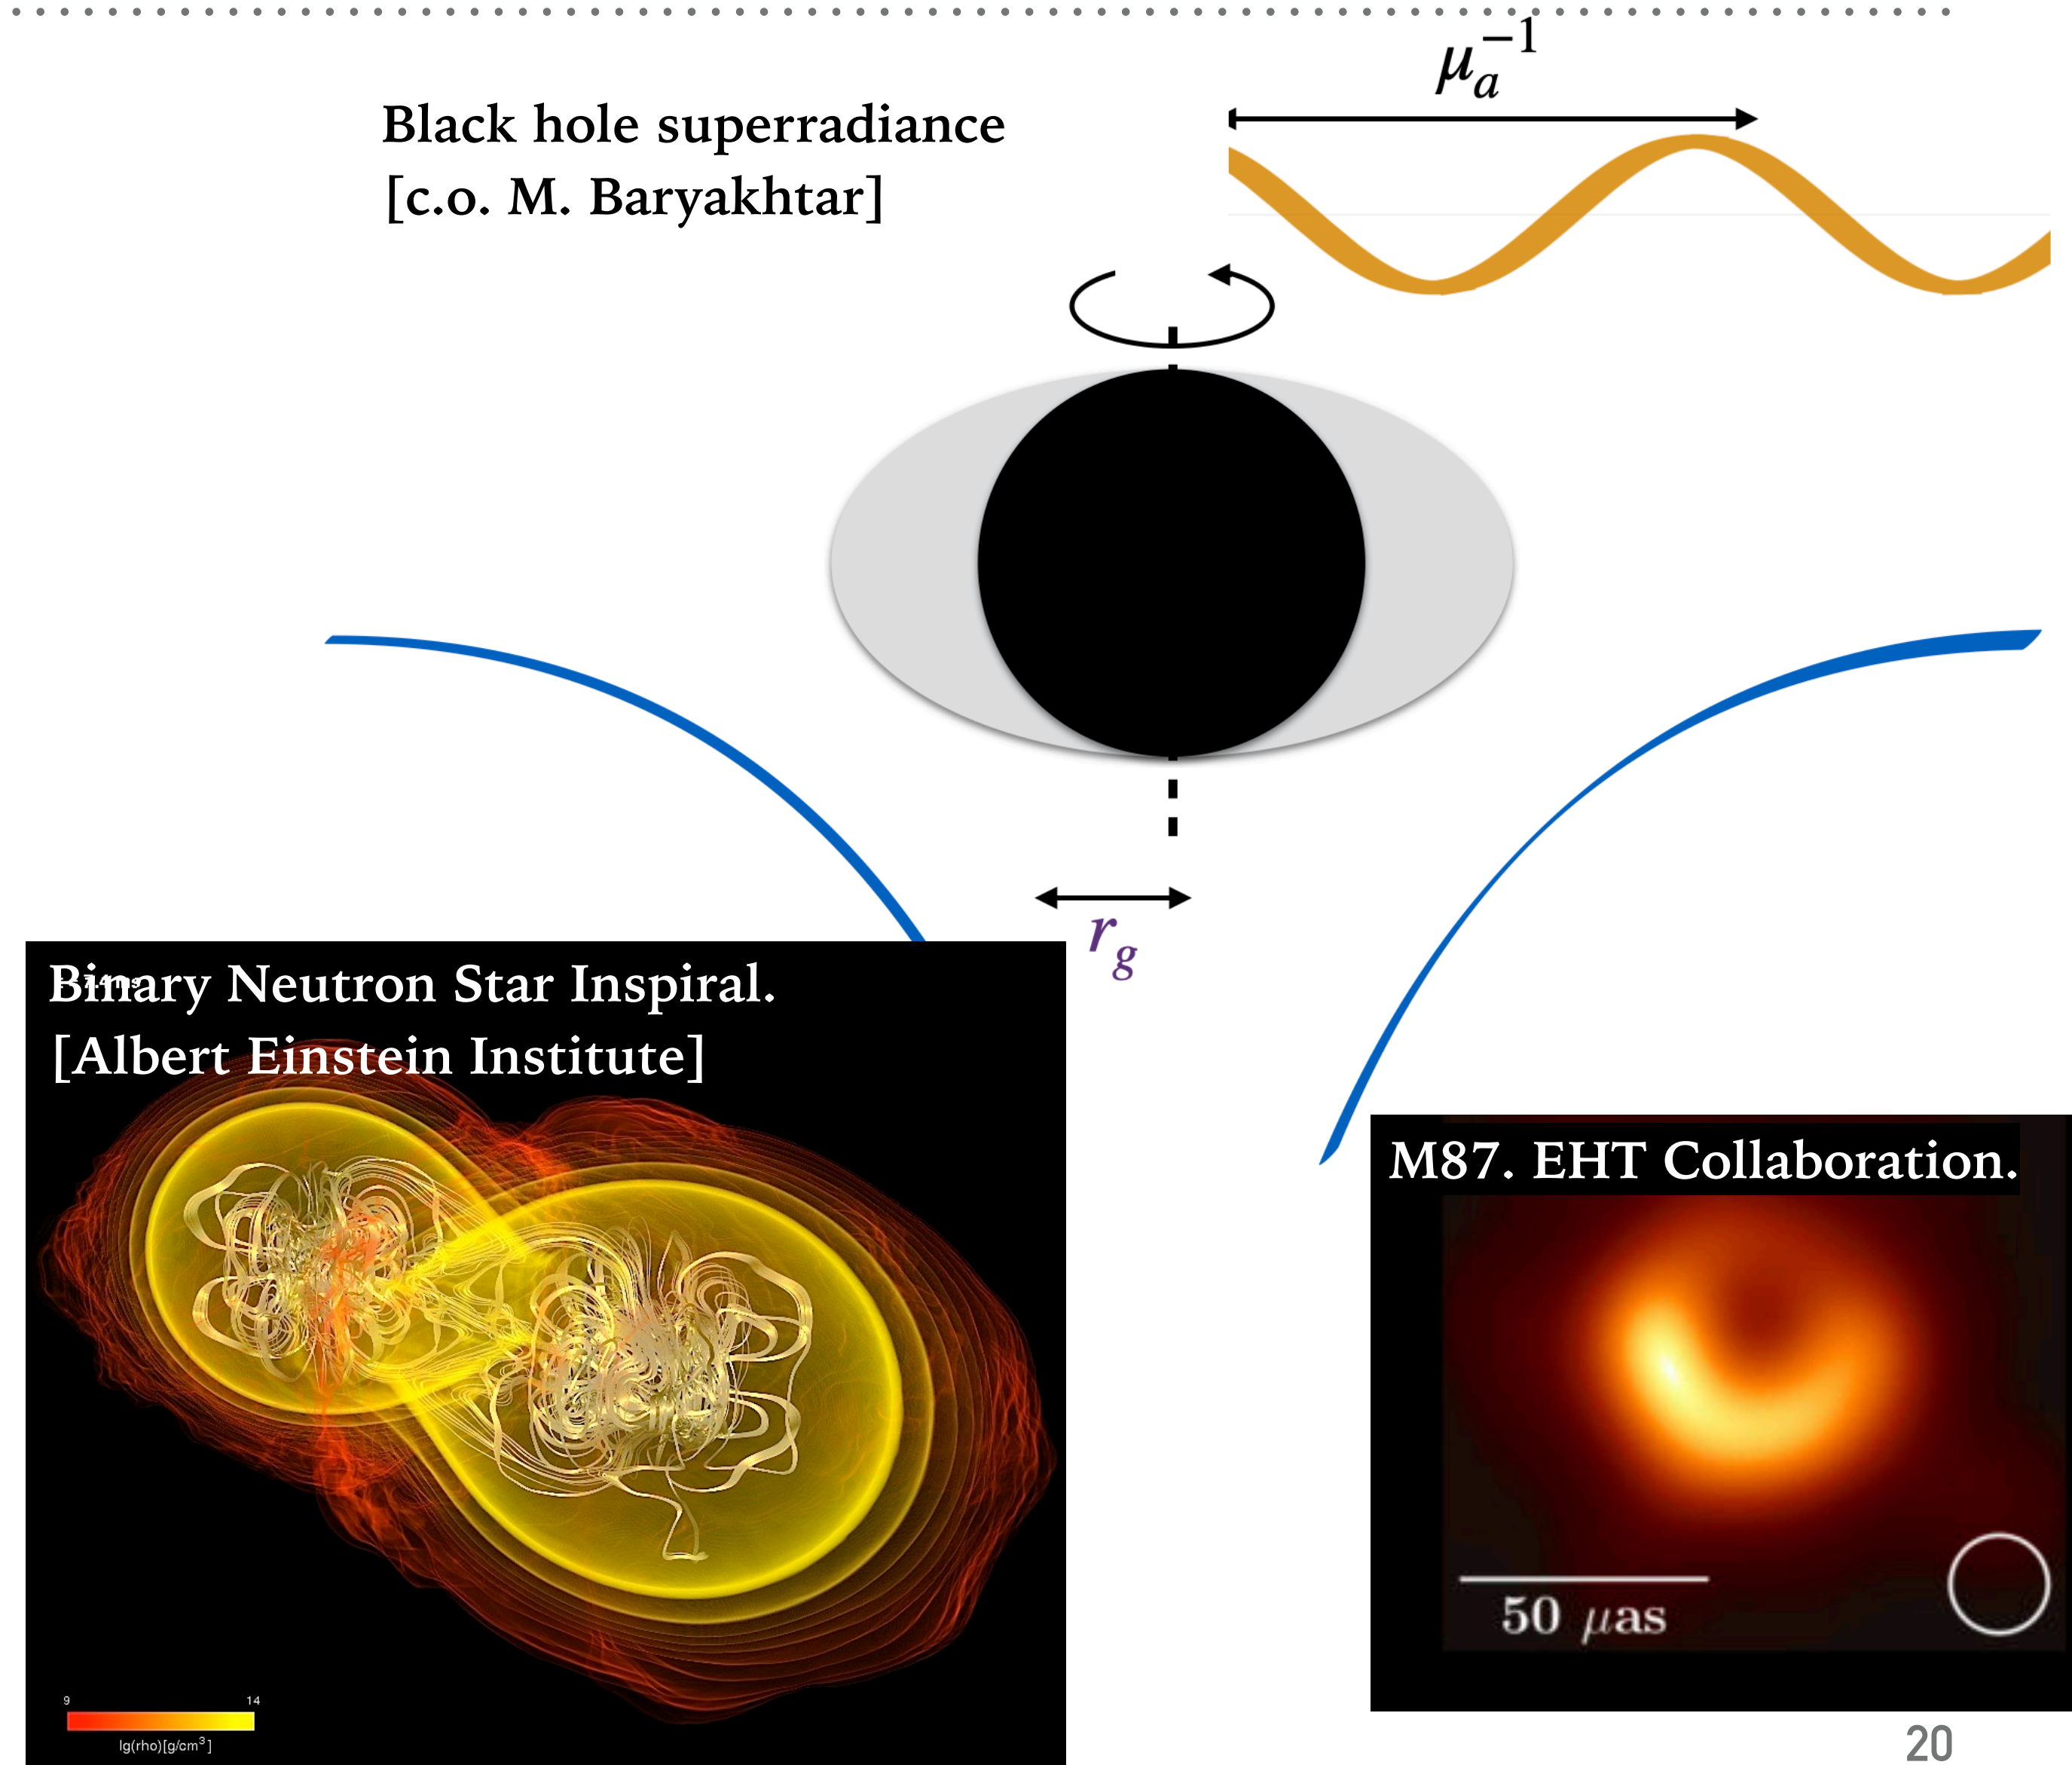 μₐ⁻¹
Black hole superradiance
[c.o. M. Baryakhtar]
r_g
Binary Neutron Star Inspiral.
[Albert Einstein Institute]
M87. EHT Collaboration.
50 μas
9 14
lg(rho)[g/cm³]
20